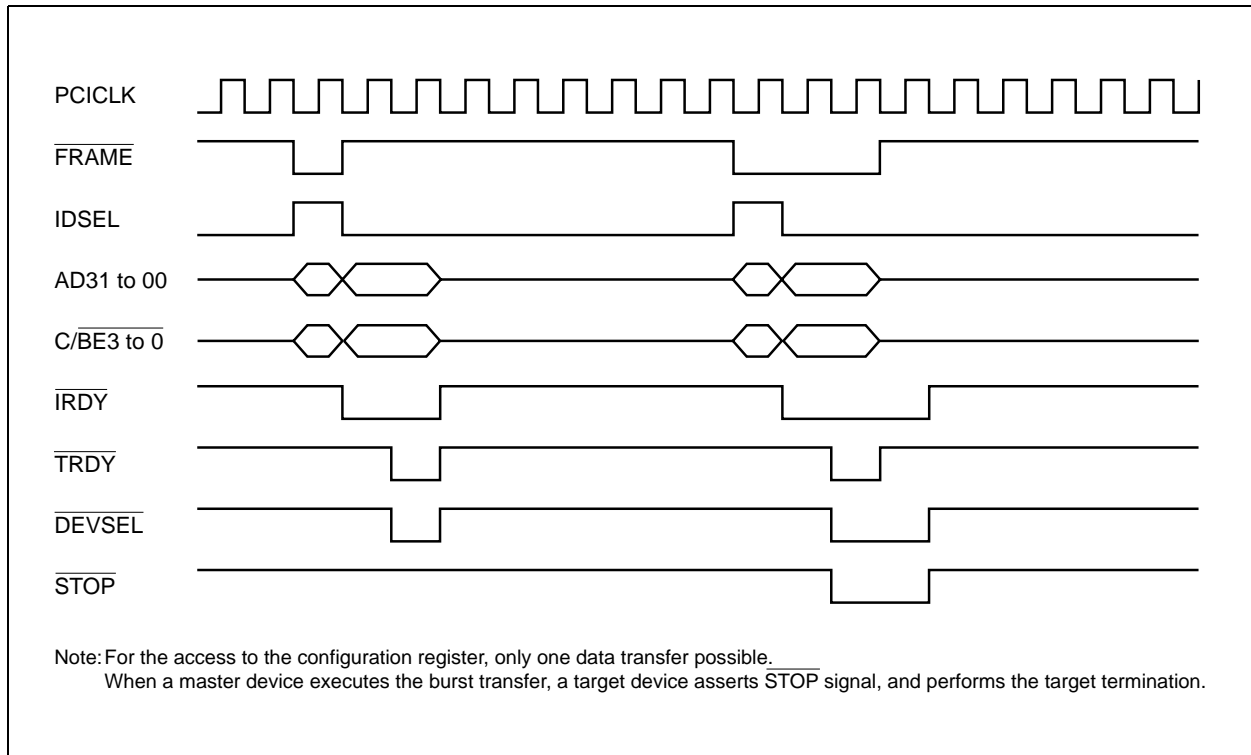 PCICLK
FRAME
IDSEL
AD31 to 00
C/BE3 to 0
IRDY
TRDY
DEVSEL
STOP
Note: For the access to the configuration register, only one data transfer possible.
When a master device executes the burst transfer, a target device asserts STOP signal, and performs the target termination.